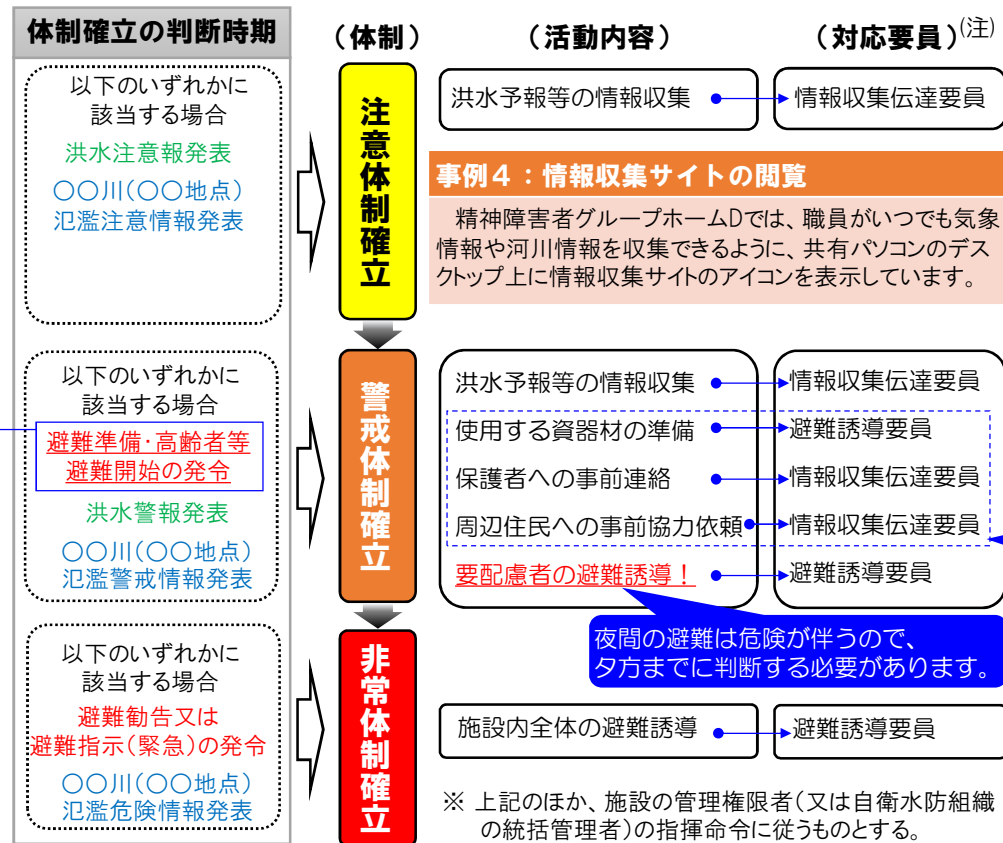 体制確立の判断時期
(体制)
(活動内容)
(対応要員)(注)
以下のいずれかに
該当する場合
洪水注意報発表
〇〇川(〇〇地点)
氾濫注意情報発表
注意体制確立
洪水予報等の情報収集
情報収集伝達要員
事例4:情報収集サイトの閲覧
精神障害者グループホームDでは、職員がいつでも気象
情報や河川情報を収集できるように、共有パソコンのデス
クトップ上に情報収集サイトのアイコンを表示しています。
以下のいずれかに
該当する場合
避難準備・高齢者等
避難開始の発令
洪水警報発表
〇〇川(〇〇地点)
氾濫警戒情報発表
警戒体制確立
洪水予報等の情報収集
情報収集伝達要員
使用する資器材の準備
避難誘導要員
保護者への事前連絡
情報収集伝達要員
周辺住民への事前協力依頼
情報収集伝達要員
要配慮者の避難誘導!
避難誘導要員
夜間の避難は危険が伴うので、
夕方までに判断する必要があります。
以下のいずれかに
該当する場合
避難勧告又は
避難指示(緊急)の発令
〇〇川(〇〇地点)
氾濫危険情報発表
非常体制確立
施設内全体の避難誘導
避難誘導要員
※ 上記のほか、施設の管理権限者(又は自衛水防組織
の統括管理者)の指揮命令に従うものとする。